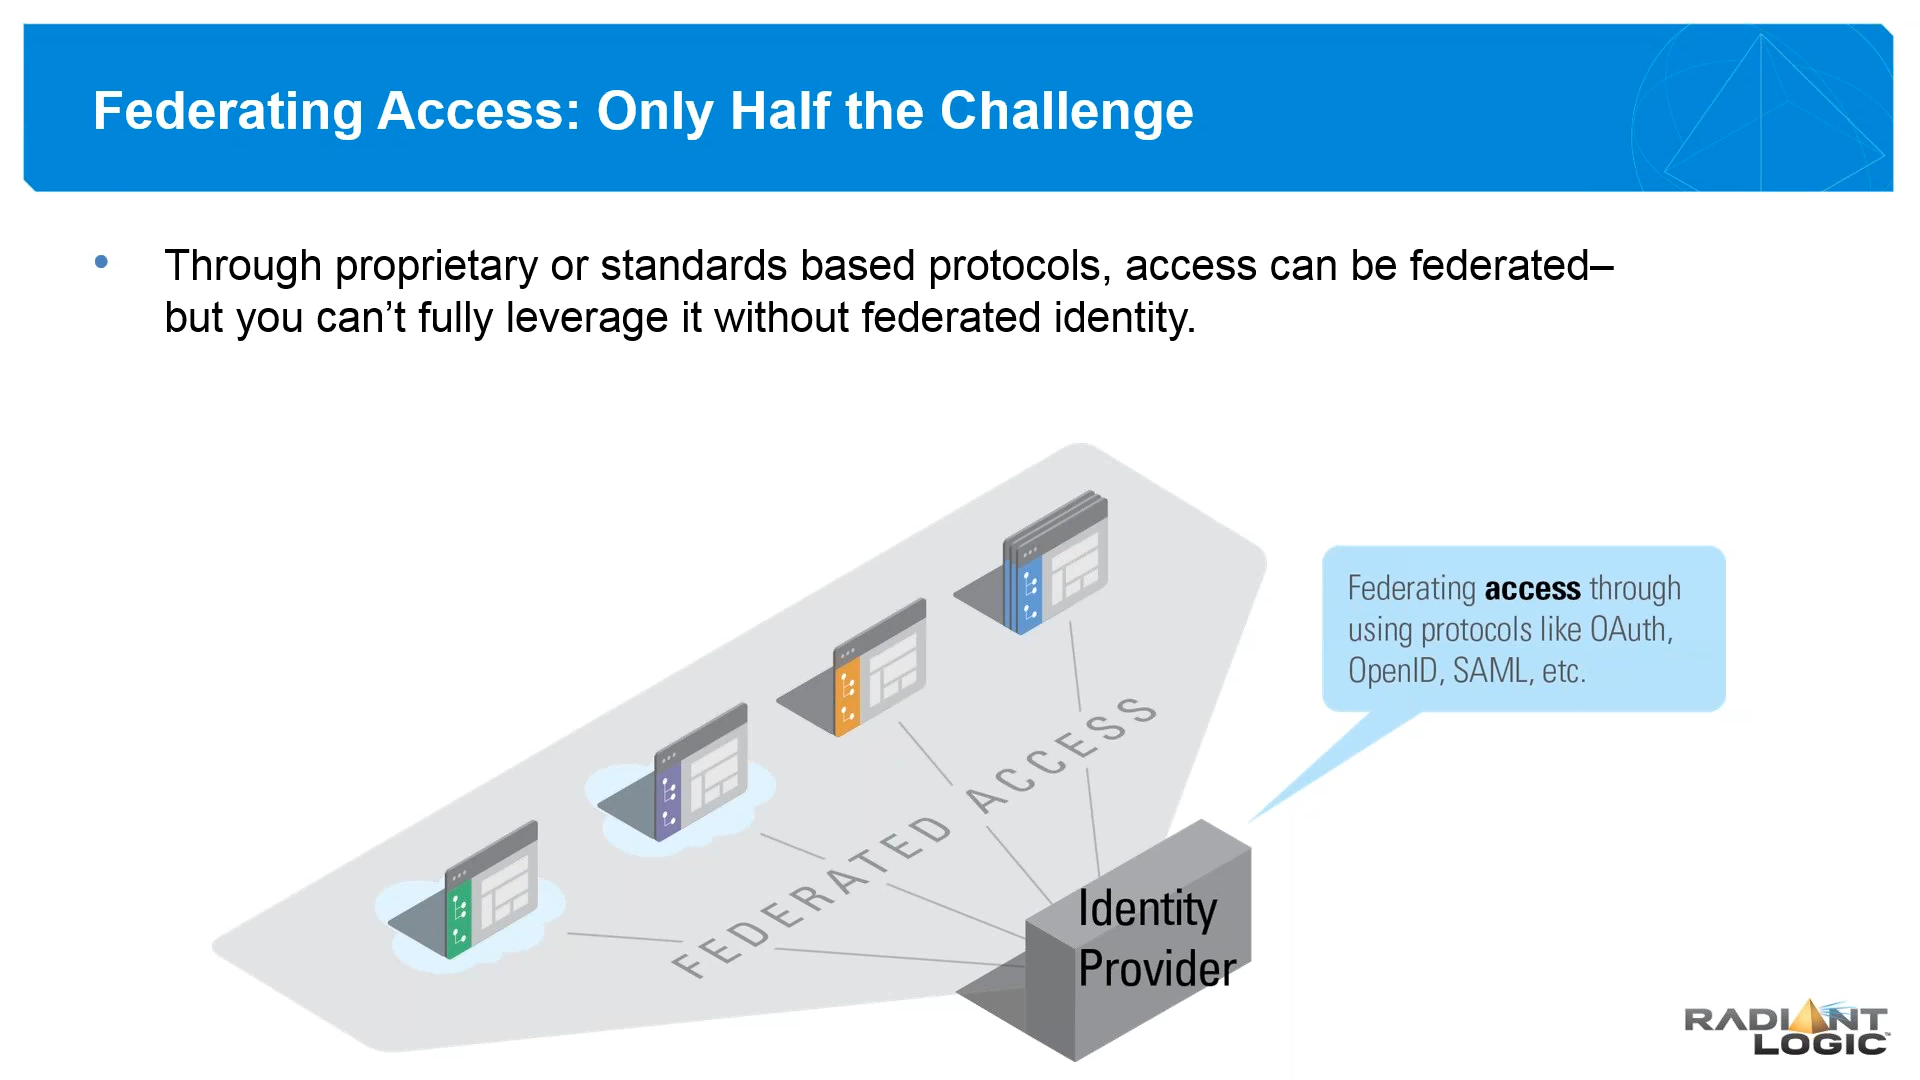 Federating Access: Only Half the Challenge
• Through proprietary or standards based protocols, access can be federated–
but you can’t fully leverage it without federated identity.
Federating access through
using protocols like OAuth,
OpenID, SAML, etc.
FEDERATED ACCESS
Identity
Provider
RADIANT
LOGIC™